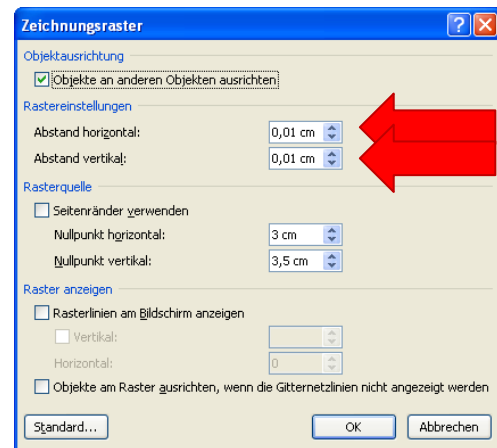 Zeichnungsraster
Objektausrichtung
Objekte an anderen Objekten ausrichten
Rastereinstellungen
Abstand horizontal: 0,01 cm
Abstand vertikal: 0,01 cm
Rasterquelle
Seitenränder verwenden
Nullpunkt horizontal: 3 cm
Nullpunkt vertikal: 3,5 cm
Raster anzeigen
Rasterlinien am Bildschirm anzeigen
Vertikal:
Horizontal: 0
Objekte am Raster ausrichten, wenn die Gitternetzlinien nicht angezeigt werden
Standard... OK Abbrechen